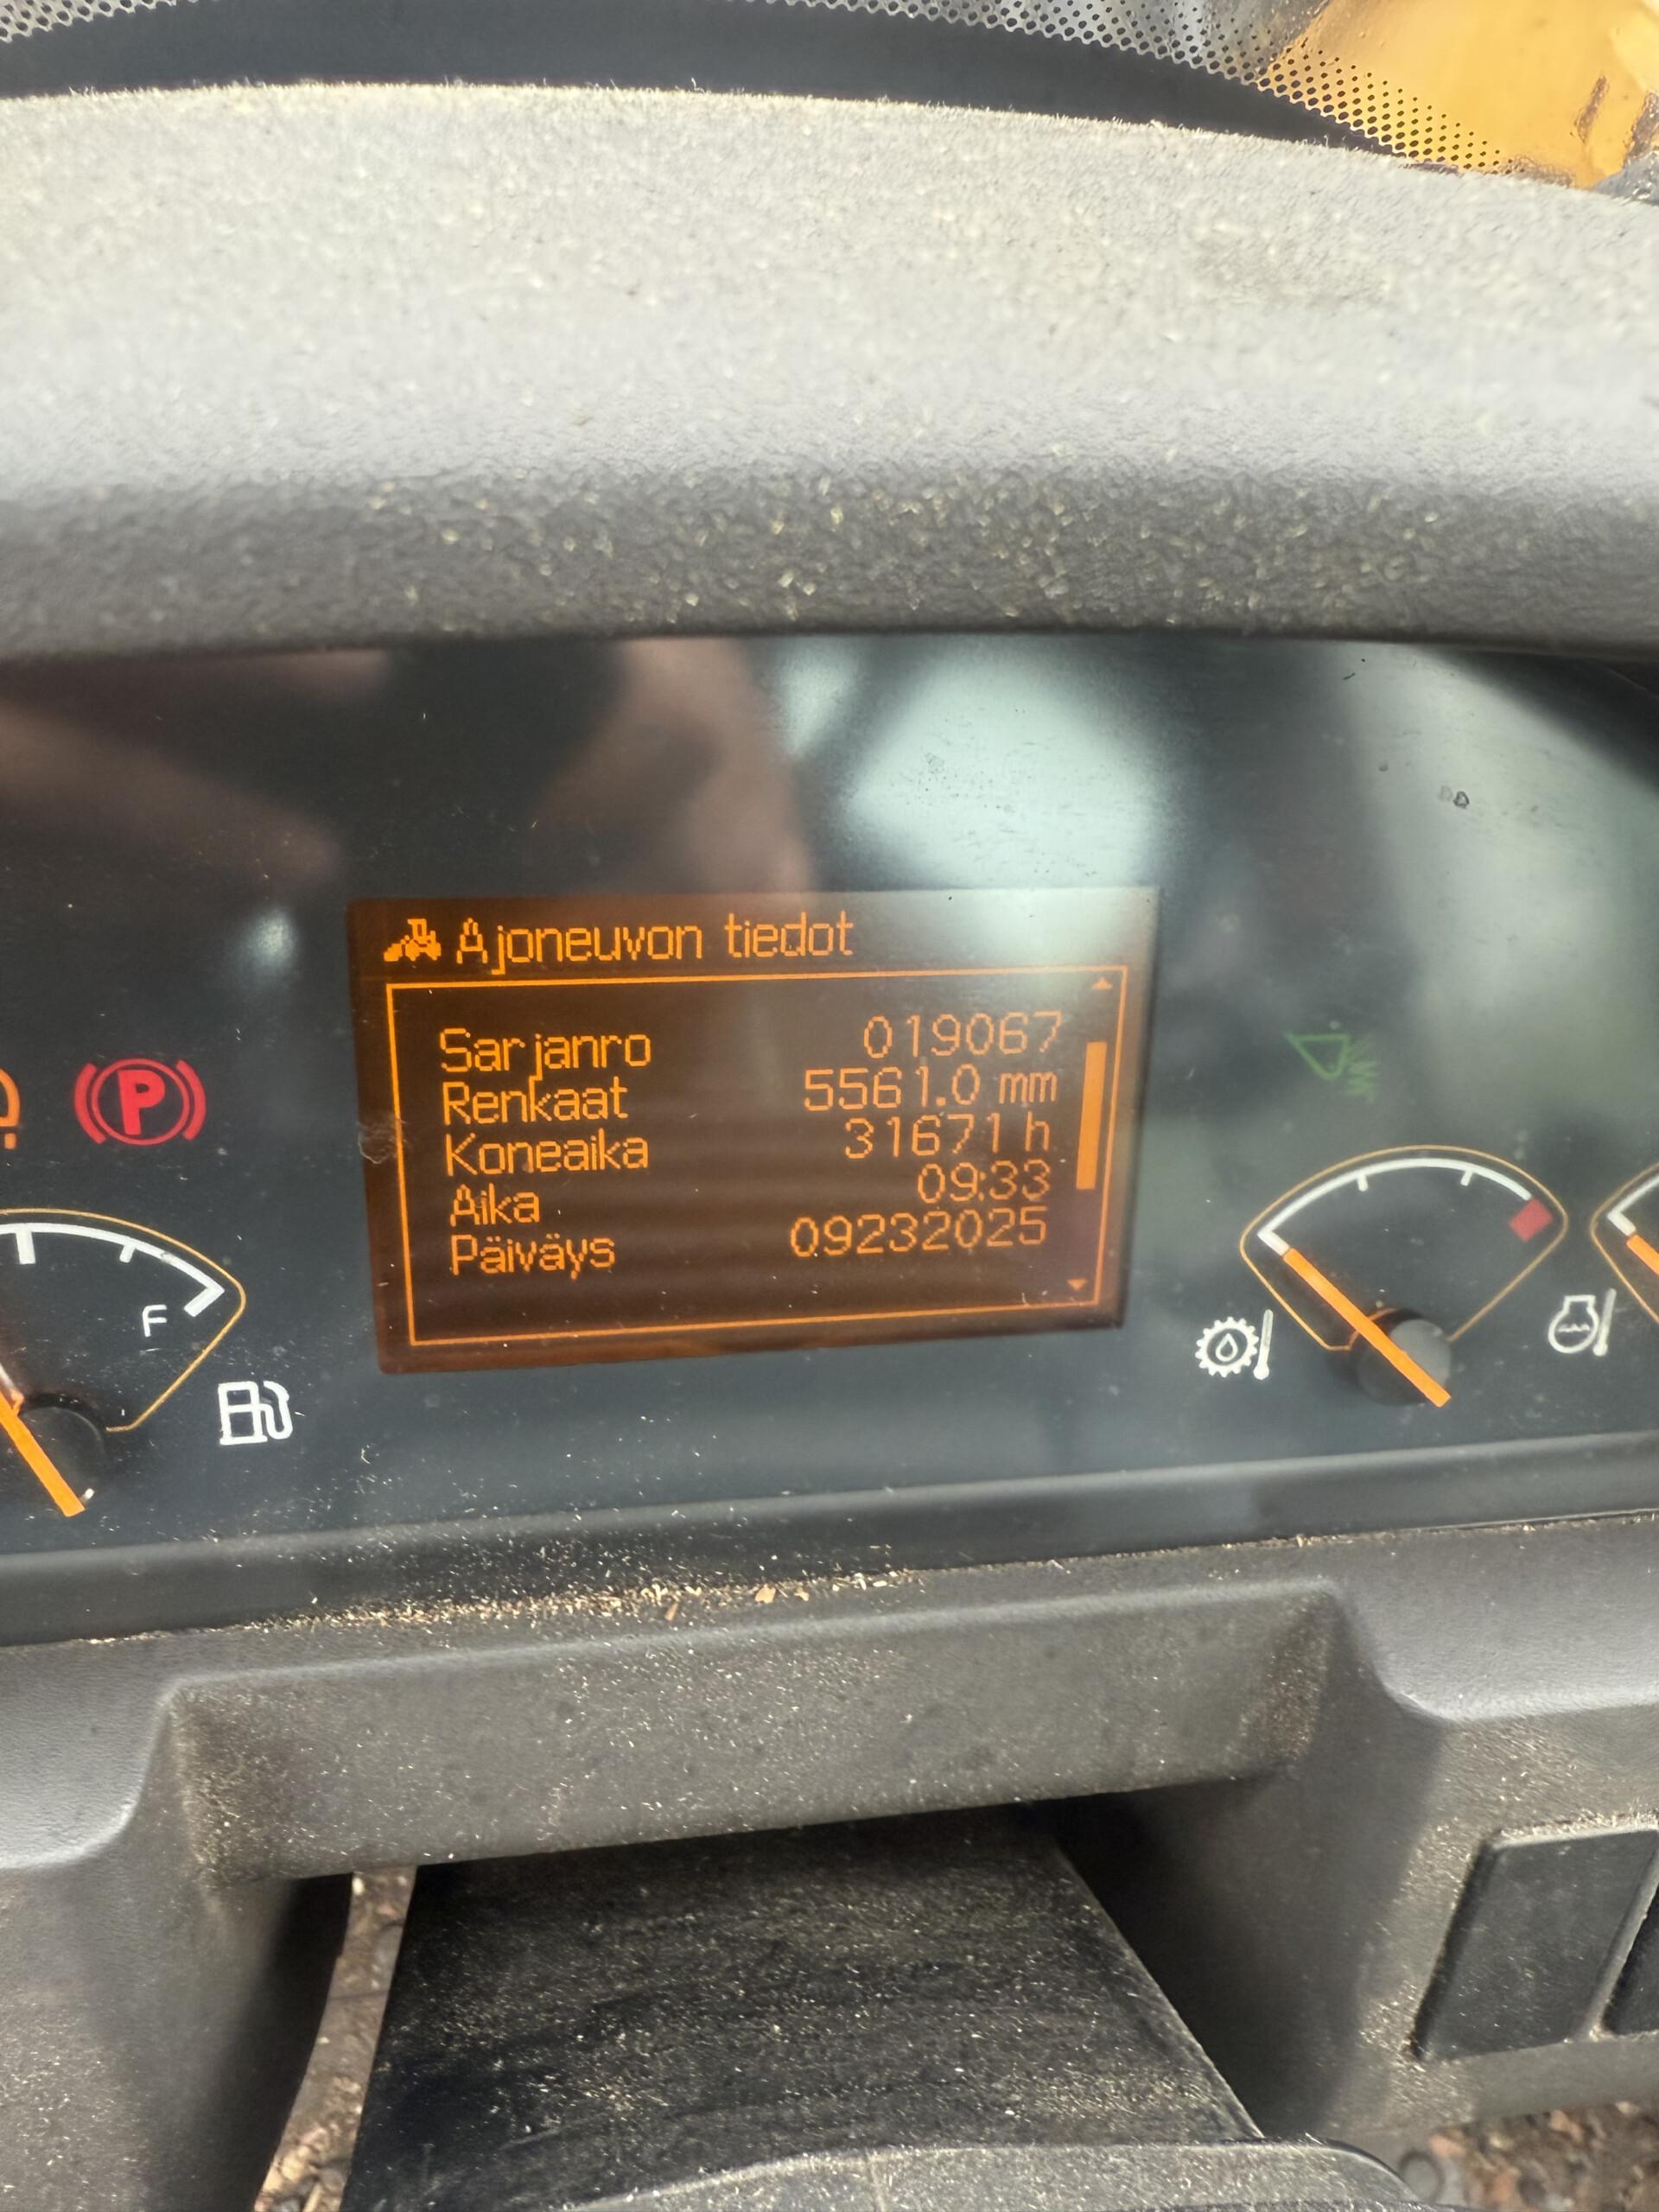 Ajoneuvon tiedot
Sarjanro 019067
Renkaat 5561.0 mm
Koneaika 31671 h
Aika 09:33
Päiväys 09232025
P
F